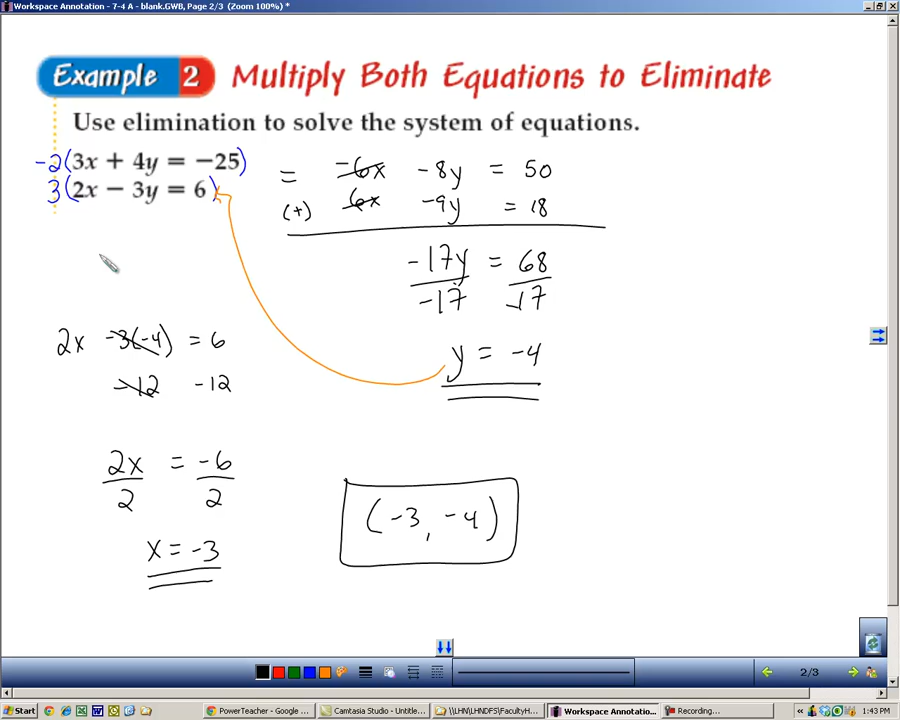 Workspace Annotation - 7-4 A - blank.GWB, Page 2/3 (Zoom 100%) *
Example 2 Multiply Both Equations to Eliminate
Use elimination to solve the system of equations.
-2(3x + 4y = −25)
3(2x − 3y = 6)
= -6x -8y = 50
(+) 6x -9y = 18
-17y = 68
-17 -17
y = -4
2x -3(-4) = 6
-12 -12
2x = -6
2 2
x = -3
(-3, -4)
2/3
Start
PowerTeacher - Google ...
Camtasia Studio - Untitle...
\\LHN\LHNDFS\FacultyH...
Workspace Annotatio...
Recording...
1:43 PM